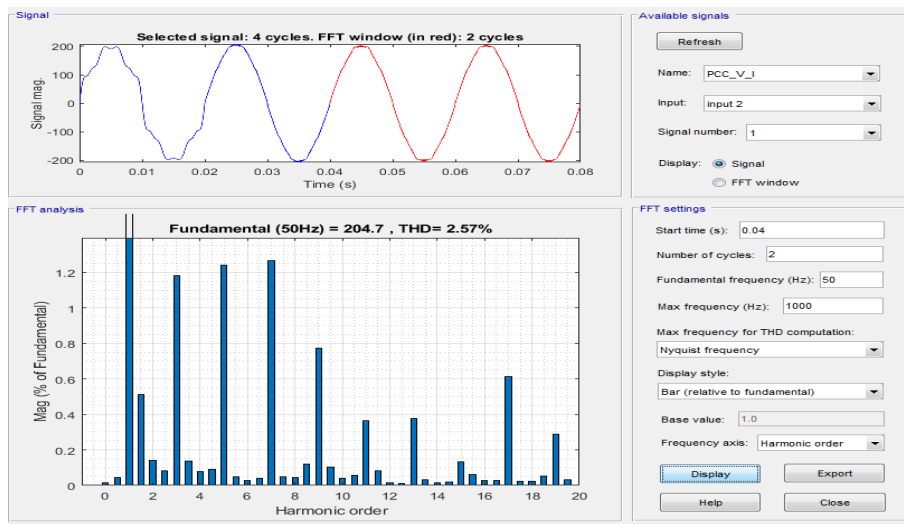 Signal
Selected signal: 4 cycles. FFT window (in red): 2 cycles
Signal mag.
200
100
0
-100
-200
0 0.01 0.02 0.03 0.04 0.05 0.06 0.07 0.08
Time (s)
FFT analysis
Fundamental (50Hz) = 204.7 , THD= 2.57%
Mag (% of Fundamental)
1.2
1
0.8
0.6
0.4
0.2
0
0 2 4 6 8 10 12 14 16 18 20
Harmonic order
Available signals
Refresh
Name: PCC_V_I
Input: input 2
Signal number: 1
Display: Signal
FFT window
FFT settings
Start time (s): 0.04
Number of cycles: 2
Fundamental frequency (Hz): 50
Max frequency (Hz): 1000
Max frequency for THD computation:
Nyquist frequency
Display style:
Bar (relative to fundamental)
Base value: 1.0
Frequency axis: Harmonic order
Display Export
Help Close